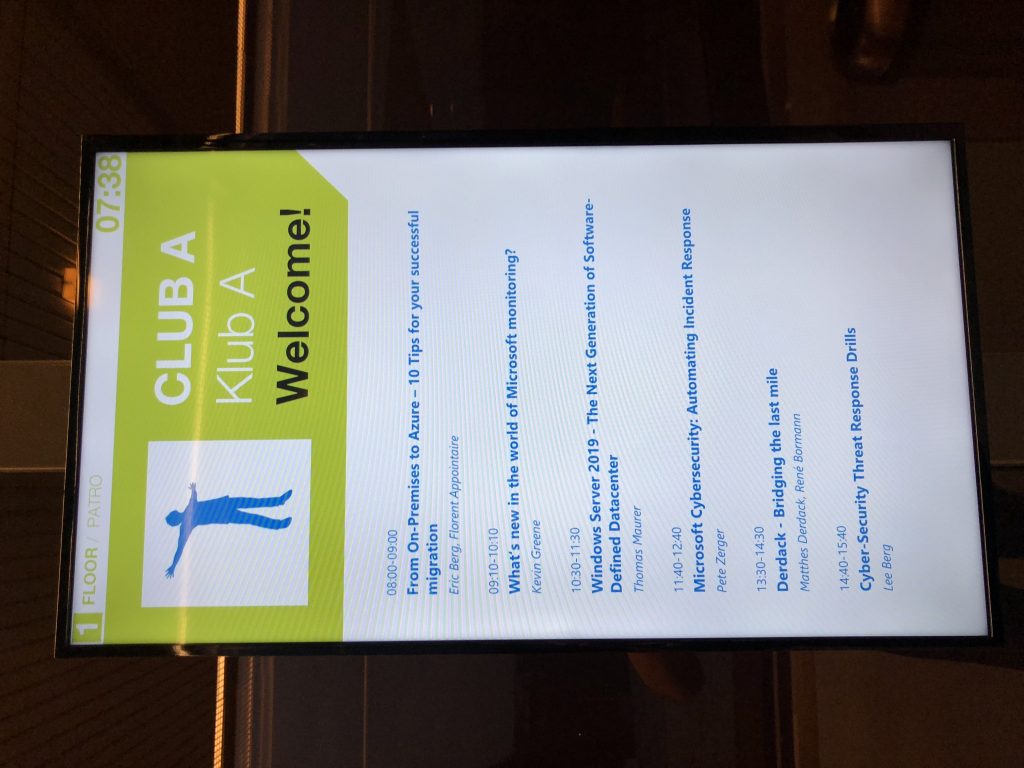 1 FLOOR / PATRO
07:38
CLUB A
Klub A
Welcome!
08:00-09:00
From On-Premises to Azure – 10 Tips for your successful
migration
Eric Berg, Florent Appointaire
09:10-10:10
What's new in the world of Microsoft monitoring?
Kevin Greene
10:30-11:30
Windows Server 2019 - The Next Generation of Software-
Defined Datacenter
Thomas Maurer
11:40-12:40
Microsoft Cybersecurity: Automating Incident Response
Pete Zerger
13:30-14:30
Derdack - Bridging the last mile
Matthes Derdack, René Bormann
14:40-15:40
Cyber-Security Threat Response Drills
Lee Berg